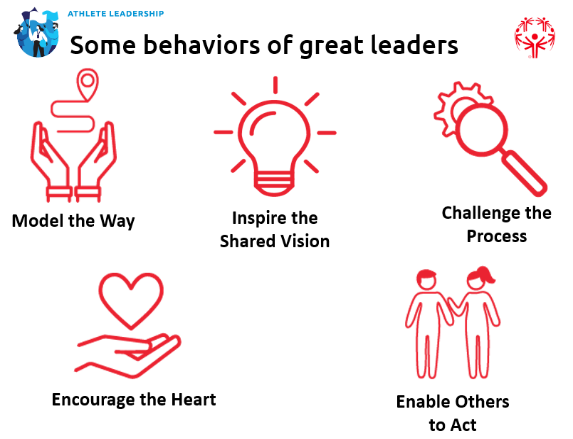 ATHLETE LEADERSHIP
Some behaviors of great leaders
Model the Way
Inspire the
Shared Vision
Challenge the
Process
Encourage the Heart
Enable Others
to Act